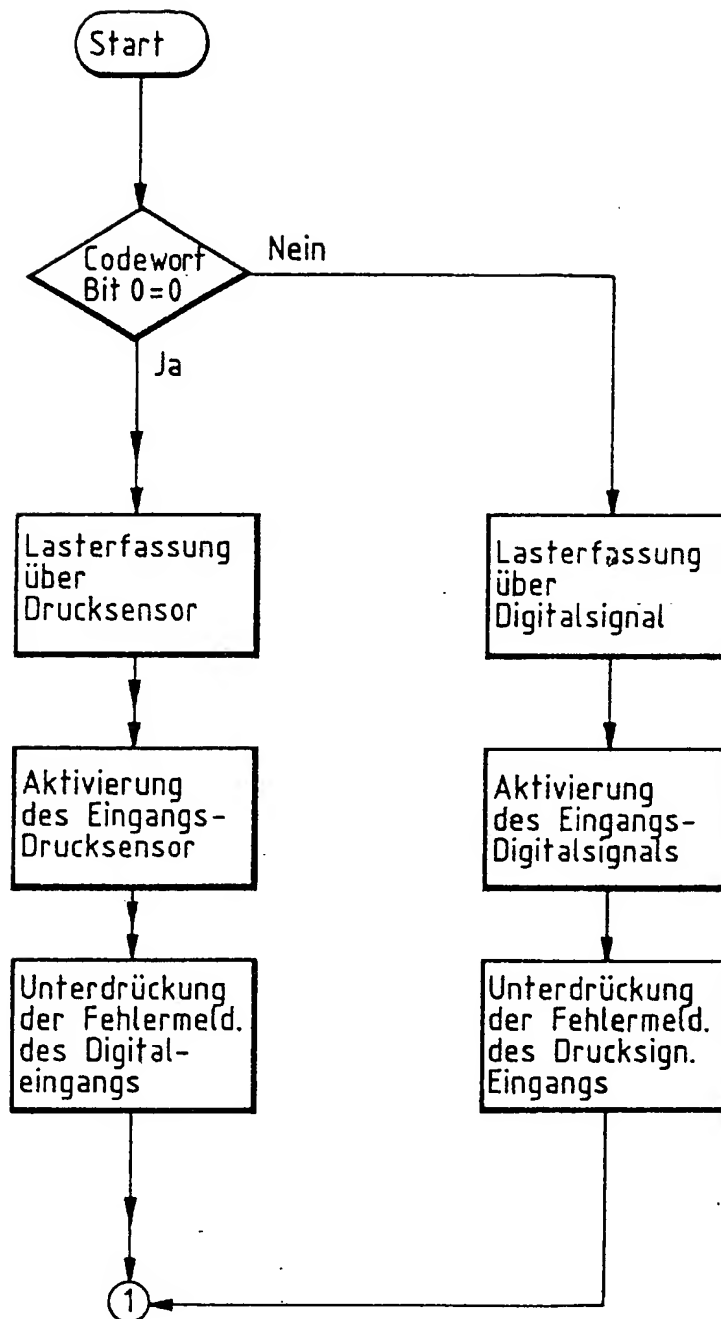 Start
Codewort
Bit 0=0
Nein
Ja
Lasterfassung
über
Drucksensor
Lasterfassung
über
Digitalsignal
Aktivierung
des Eingangs-
Drucksensor
Aktivierung
des Eingangs-
Digitalsignals
Unterdrückung
der Fehlermeld.
des Digital-
eingangs
Unterdrückung
der Fehlermeld.
des Drucksign.
Eingangs
1